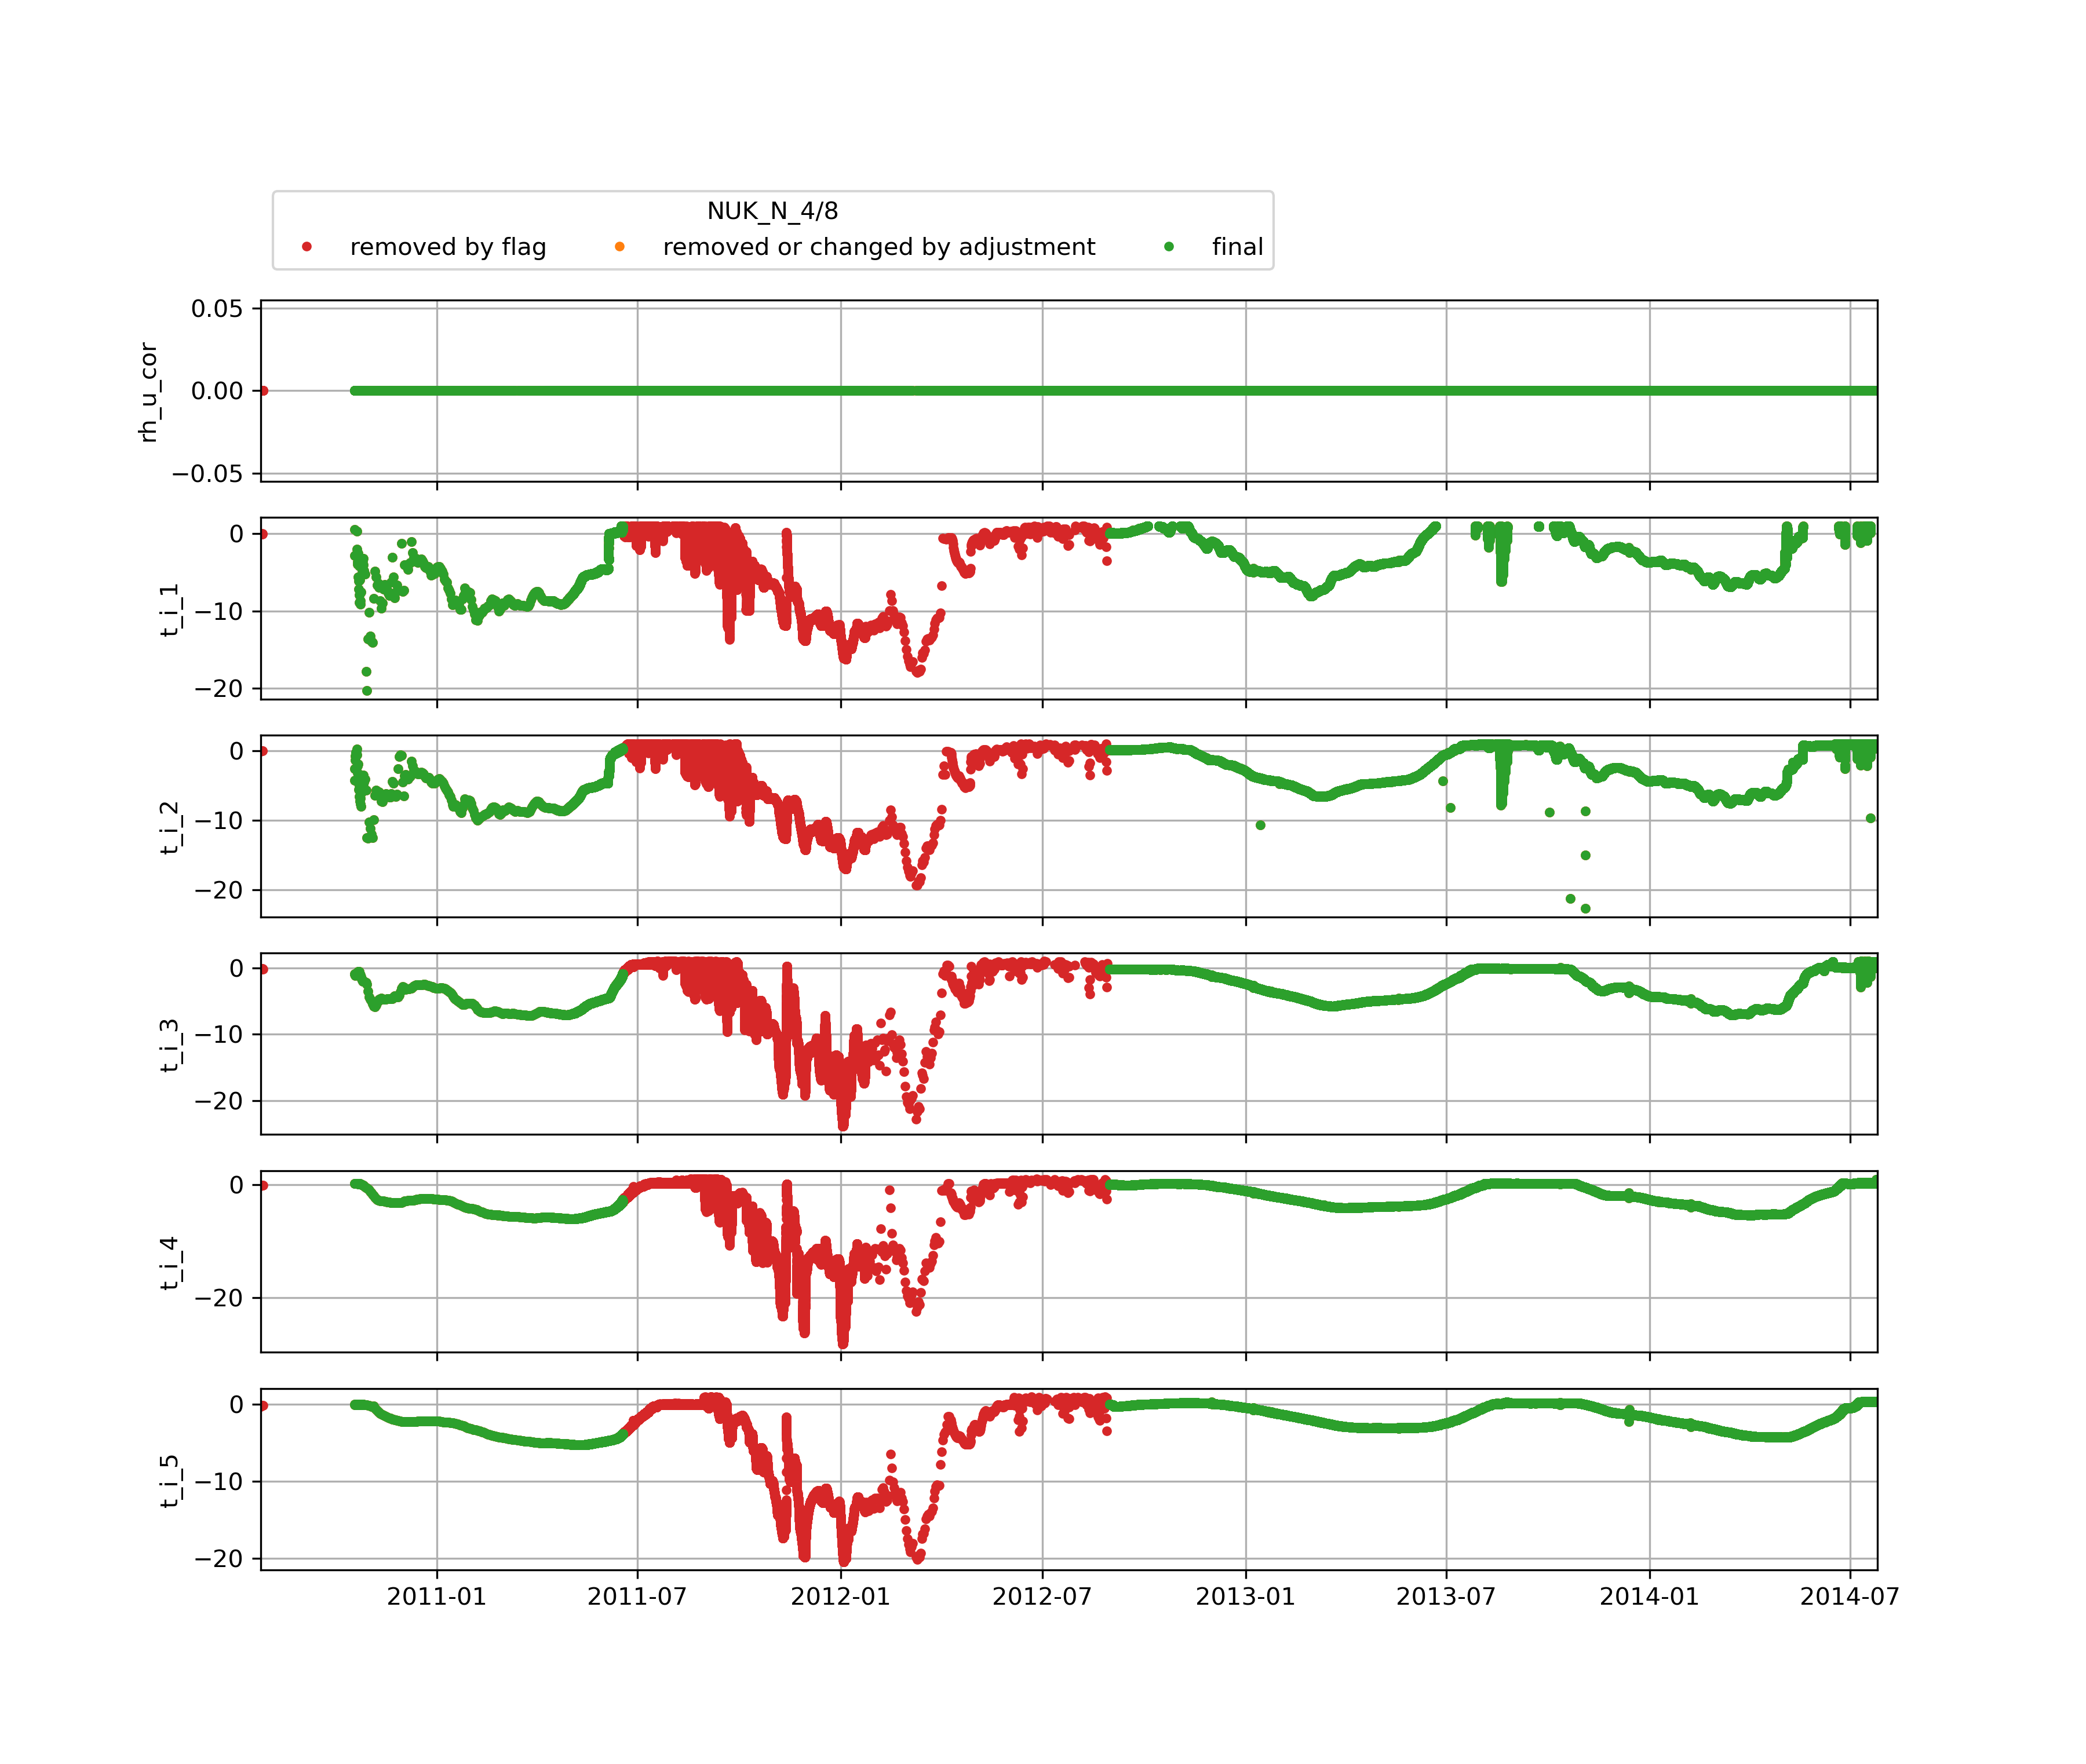 NUK_N_4/8
removed by flag removed or changed by adjustment final
0.05
0.00
−0.05
rh_u_cor
0
−10
−20
t_i_1
0
−10
−20
t_i_2
0
−10
−20
t_i_3
0
−20
t_i_4
0
−10
−20
t_i_5
2011-01 2011-07 2012-01 2012-07 2013-01 2013-07 2014-01 2014-07